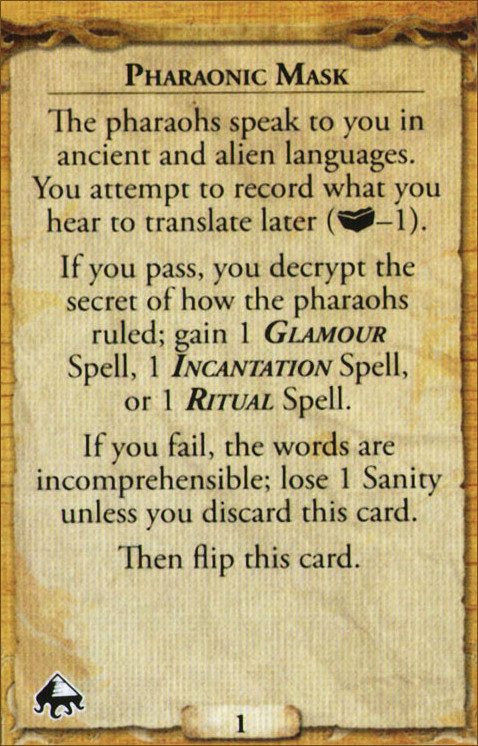 PHARAONIC MASK
The pharaohs speak to you in
ancient and alien languages.
You attempt to record what you
hear to translate later (–1).
If you pass, you decrypt the
secret of how the pharaohs
ruled; gain 1 GLAMOUR
Spell, 1 INCANTATION Spell,
or 1 RITUAL Spell.
If you fail, the words are
incomprehensible; lose 1 Sanity
unless you discard this card.
Then flip this card.
1